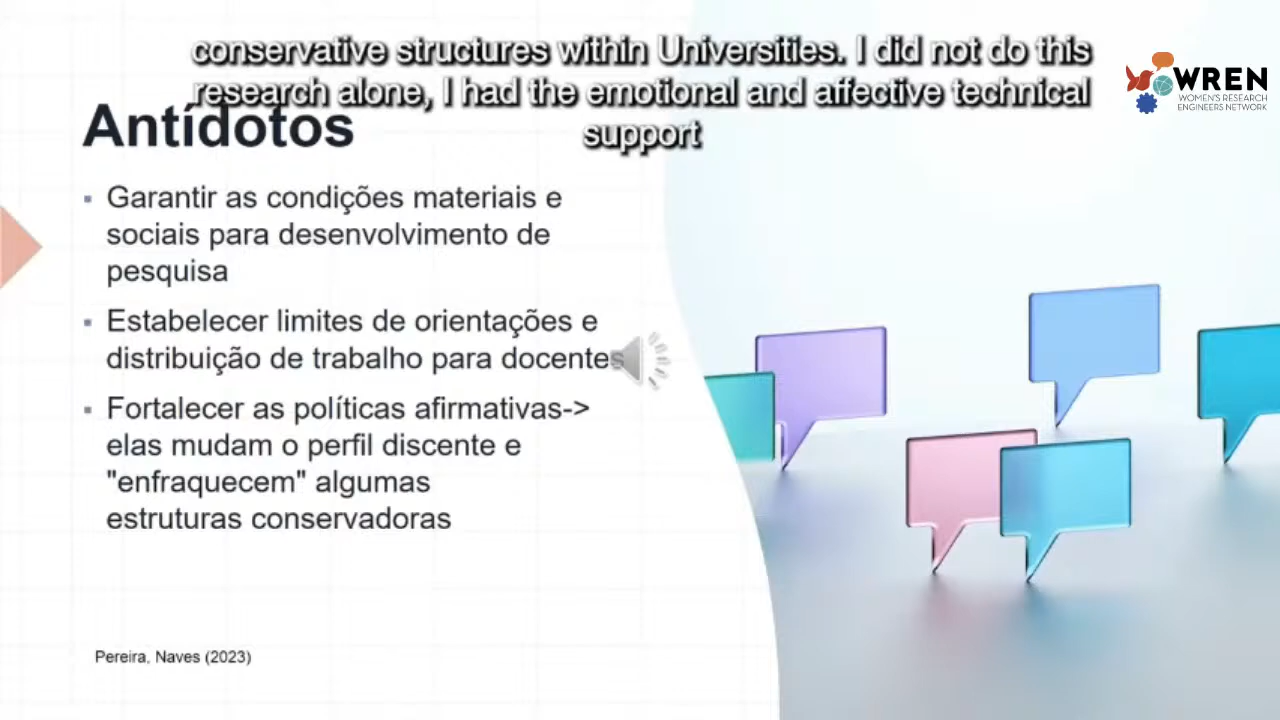 conservative structures within Universities. I did not do this
research alone, I had the emotional and affective technical
support
WREN
WOMEN'S RESEARCH
ENGINEERS NETWORK
Antídotos
▪ Garantir as condições materiais e
sociais para desenvolvimento de
pesquisa
▪ Estabelecer limites de orientações e
distribuição de trabalho para docentes
▪ Fortalecer as políticas afirmativas->
elas mudam o perfil discente e
"enfraquecem" algumas
estruturas conservadoras
Pereira, Naves (2023)